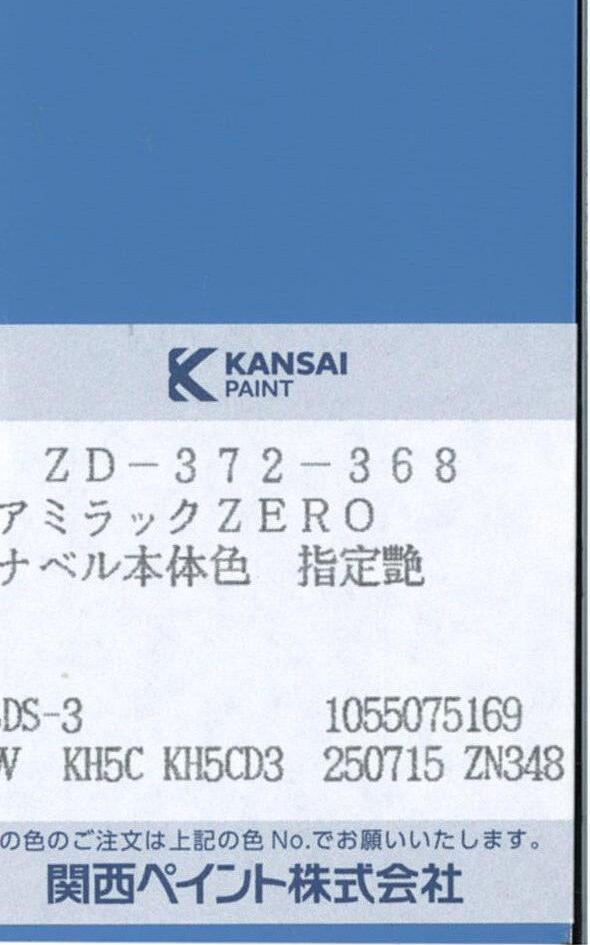 KANSAI
PAINT
ZD-372-368
アミラックZERO
ナベル本体色　指定艶
DS-3 1055075169
W KH5C KH5CD3 250715 ZN348
の色のご注文は上記の色No.でお願いいたします。
関西ペイント株式会社